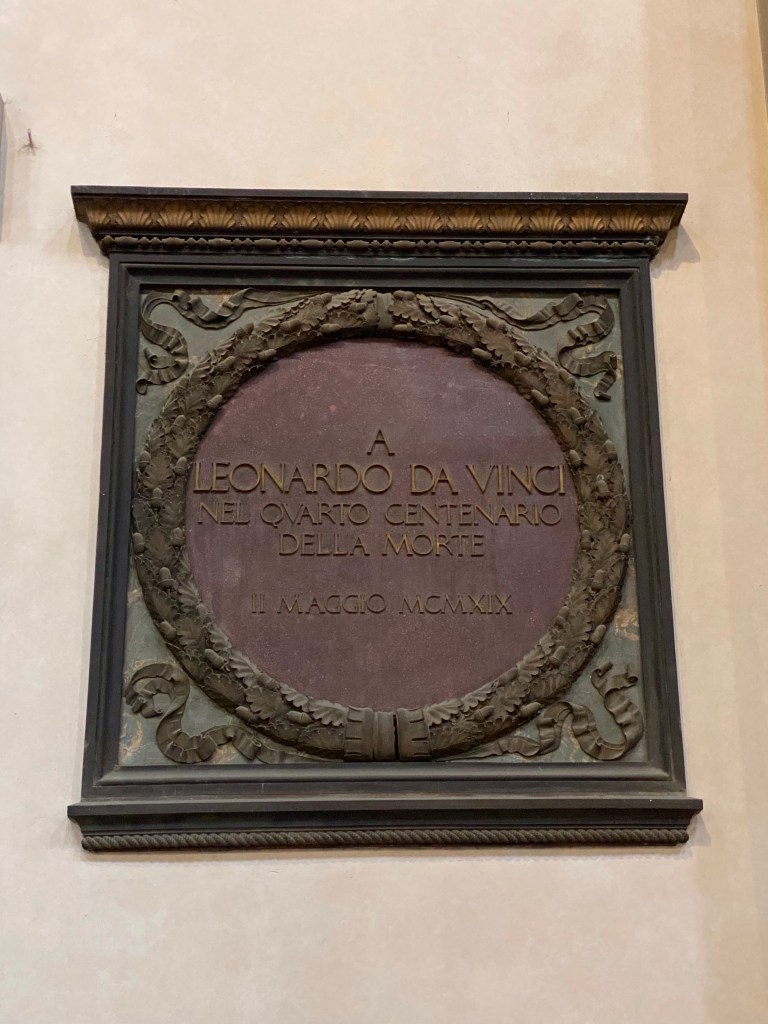 A
LEONARDO DA VINCI
NEL QVARTO CENTENARIO
DELLA MORTE
II MAGGIO MCMXIX